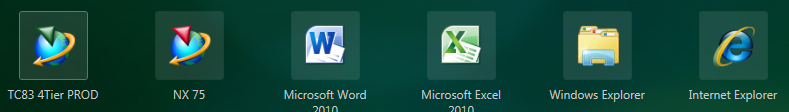 TC83 4Tier PROD
NX 75
Microsoft Word
2010
Microsoft Excel
2010
Windows Explorer
Internet Explorer